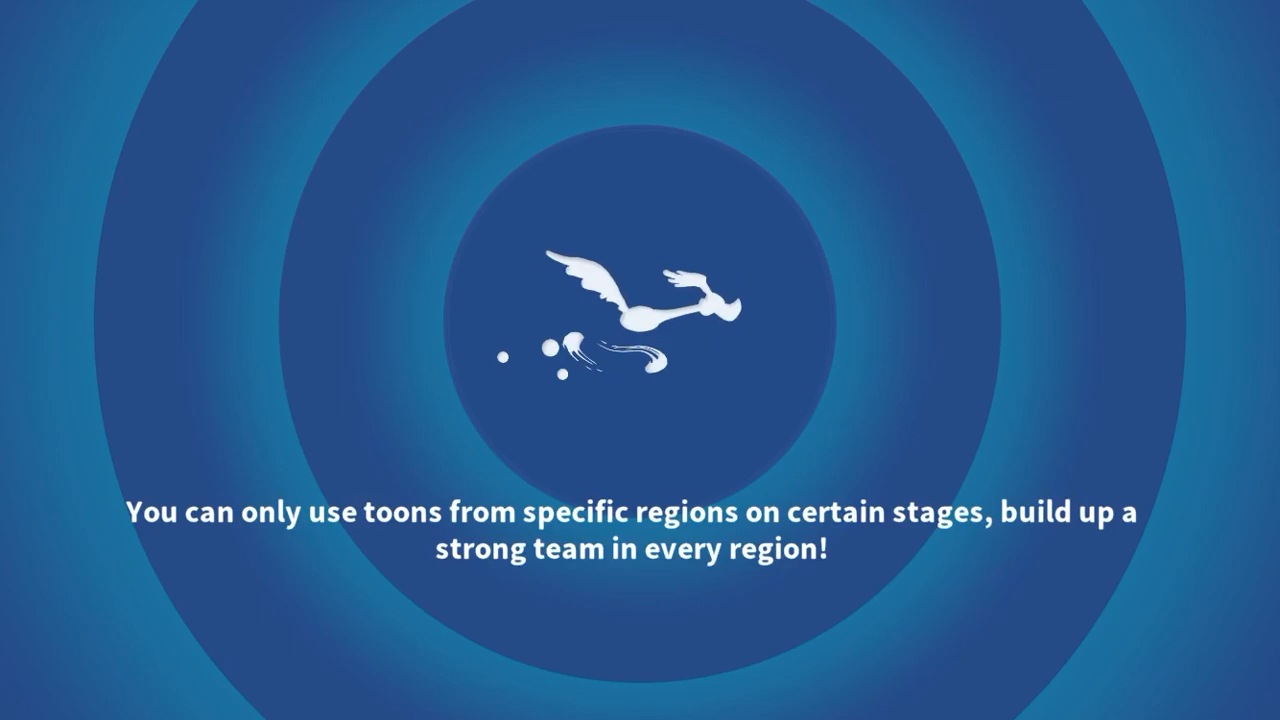 You can only use toons from specific regions on certain stages, build up a
strong team in every region!